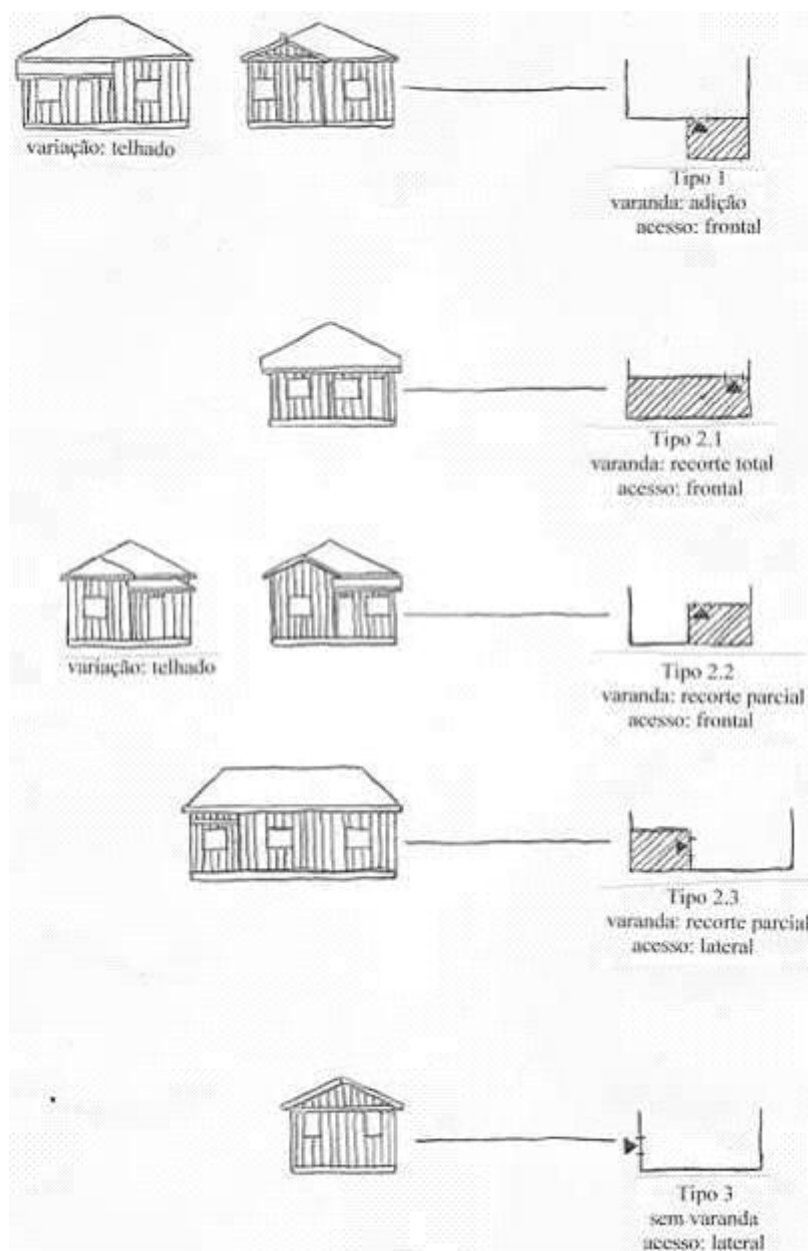 variação: telhado
Tipo 1
varanda: adição
acesso: frontal
Tipo 2.1
varanda: recorte total
acesso: frontal
variação: telhado
Tipo 2.2
varanda: recorte parcial
acesso: frontal
Tipo 2.3
varanda: recorte parcial
acesso: lateral
Tipo 3
sem varanda
acesso: lateral